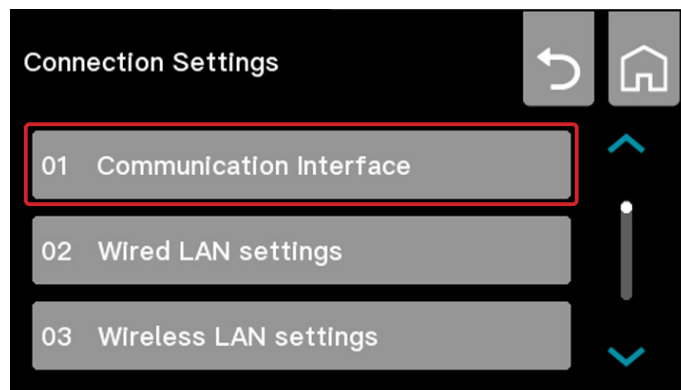 Connection Settings
01 Communication Interface
02 Wired LAN settings
03 Wireless LAN settings